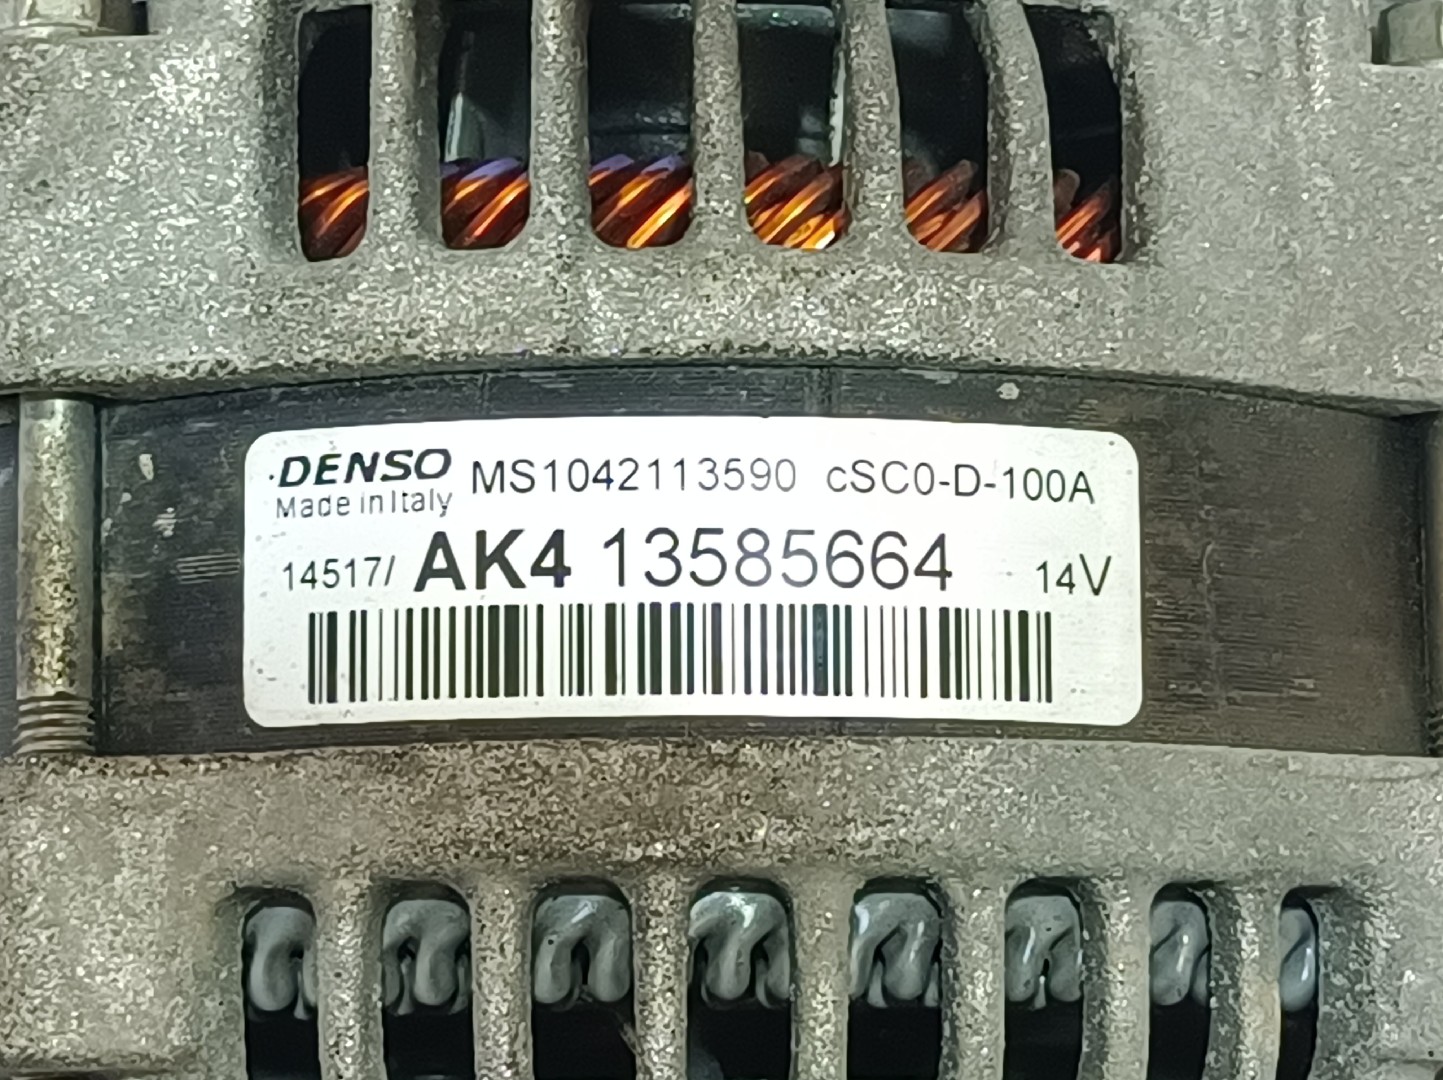 DENSO MS1042113590 cSC0-D-100A
Made in Italy
14517/ AK4 13585664 14V